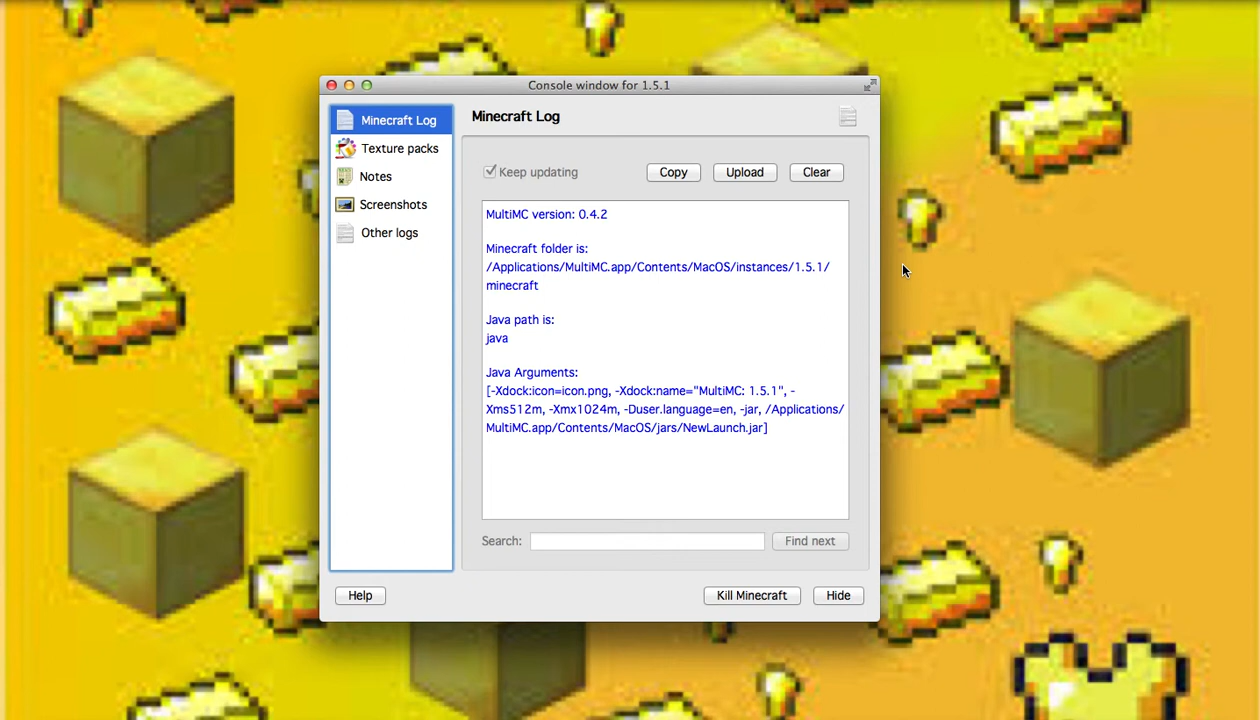 Console window for 1.5.1
Minecraft Log
Texture packs
Notes
Screenshots
Other logs
Minecraft Log
Keep updating
Copy
Upload
Clear
MultiMC version: 0.4.2
Minecraft folder is:
/Applications/MultiMC.app/Contents/MacOS/instances/1.5.1/
minecraft
Java path is:
java
Java Arguments:
[-Xdock:icon=icon.png, -Xdock:name="MultiMC: 1.5.1", -
Xms512m, -Xmx1024m, -Duser.language=en, -jar, /Applications/
MultiMC.app/Contents/MacOS/jars/NewLaunch.jar]
Search:
Find next
Help
Kill Minecraft
Hide